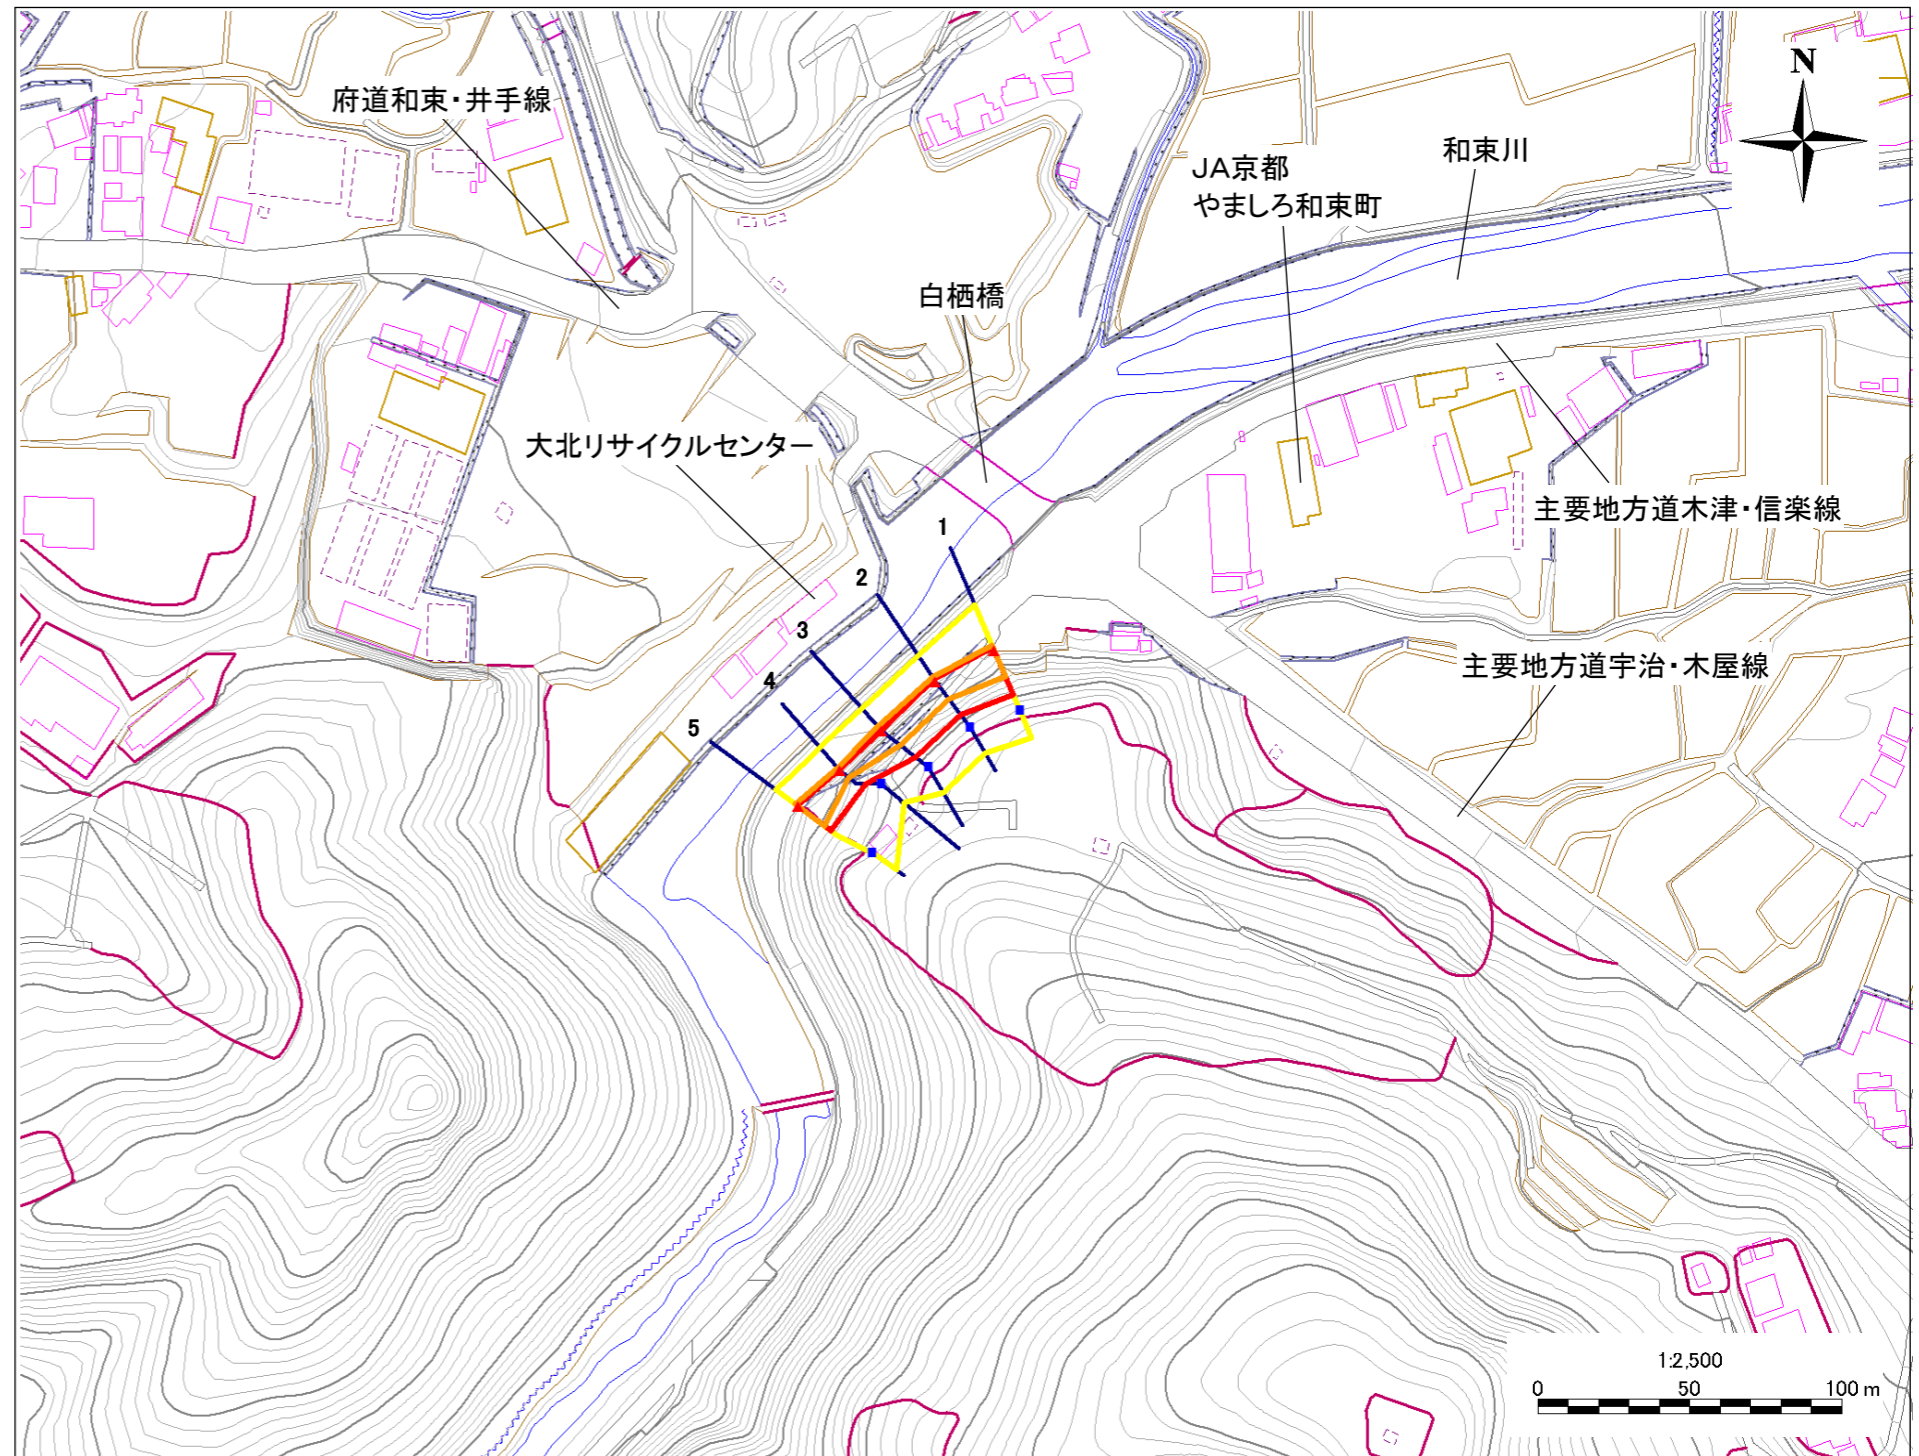 N
府道和束・井手線
和束川
JA京都
やましろ和束町
白栖橋
大北リサイクルセンター
主要地方道木津・信楽線
1
2
3
主要地方道宇治・木屋線
4
5
1:2,500
0 50 100 m